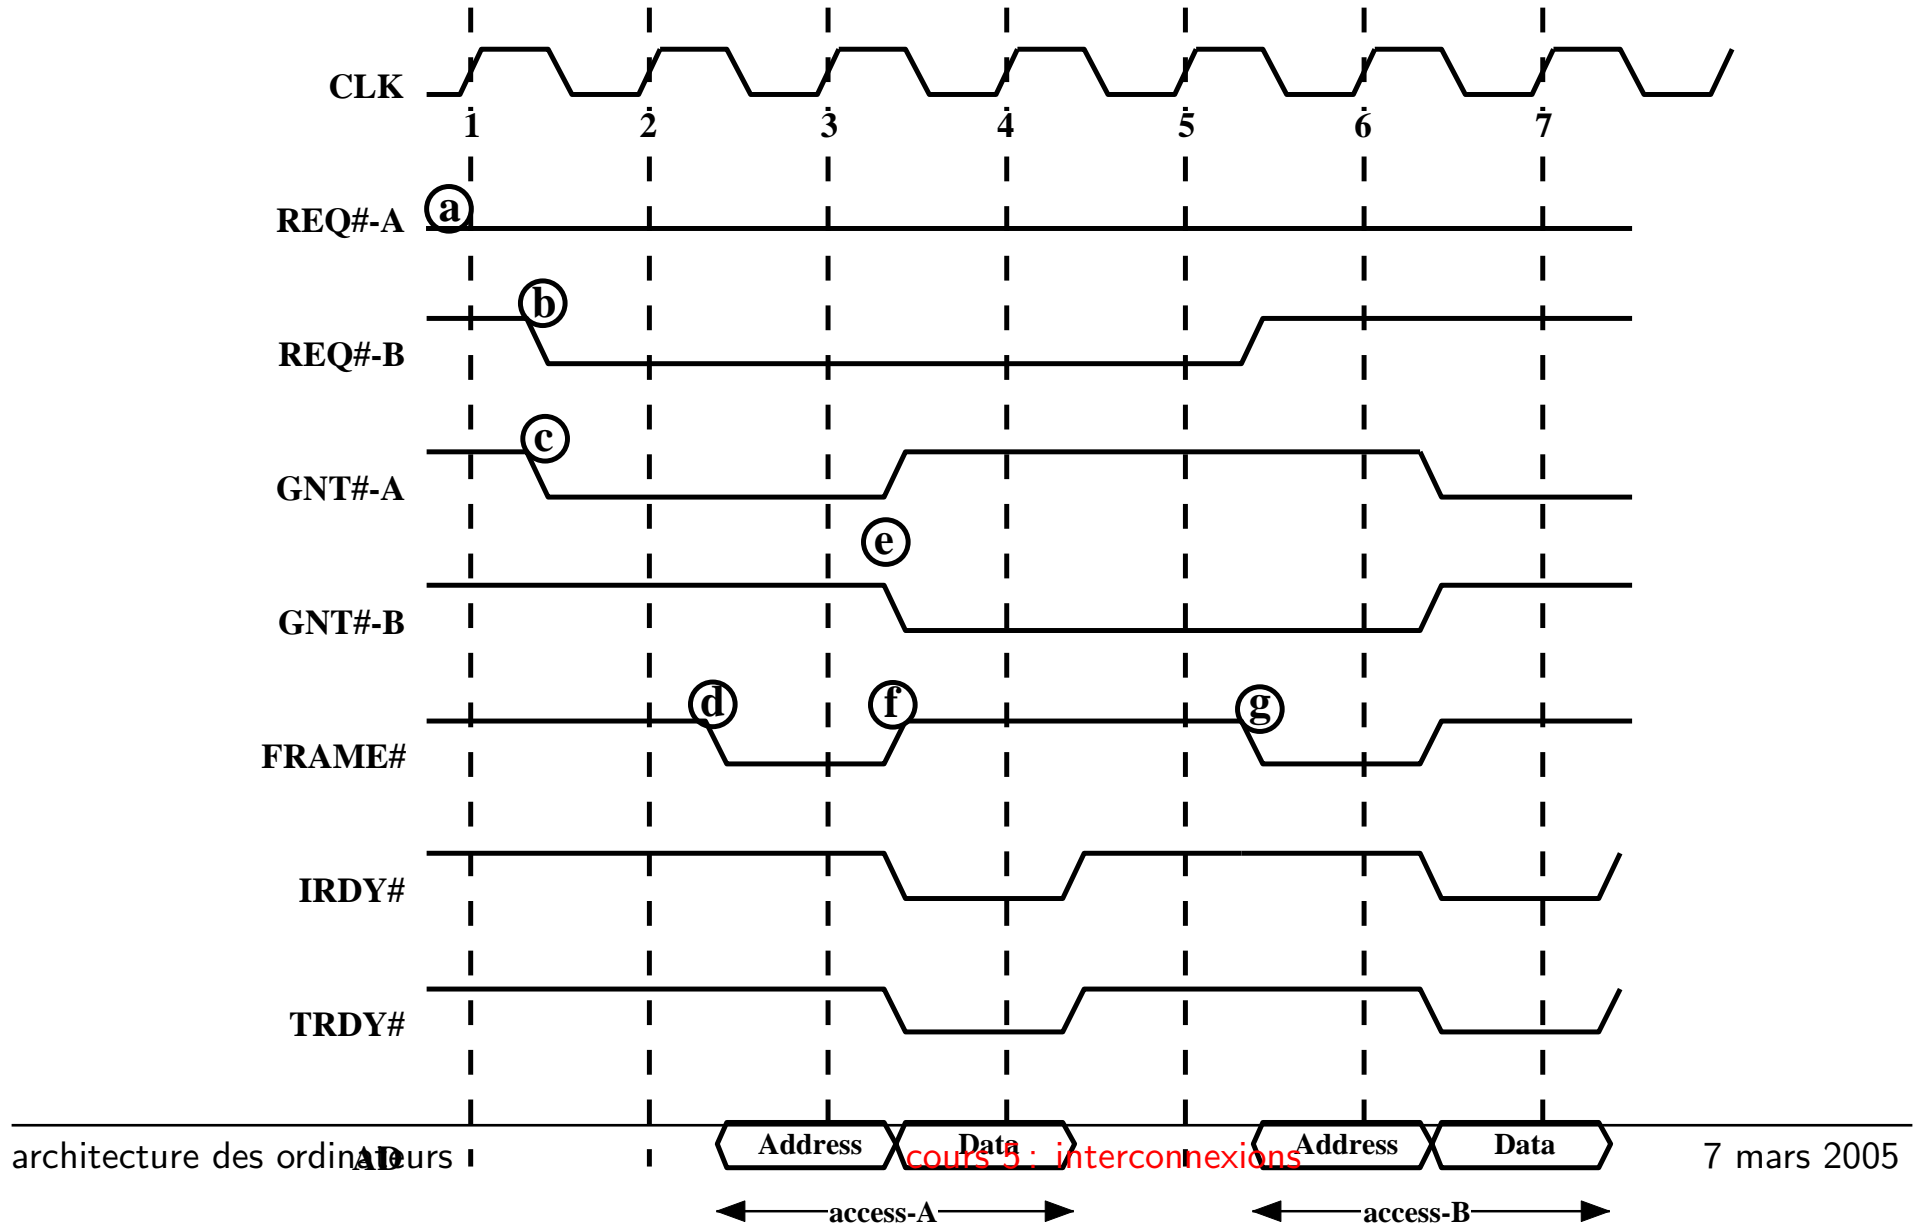 CLK
1 2 3 4 5 6 7
a
REQ#-A
b
REQ#-B
c
GNT#-A
e
GNT#-B
d f g
FRAME#
IRDY#
TRDY#
AD Address Data Address Data
architecture des ordinateurs cours 5 : interconnexions 7 mars 2005
access-A access-B